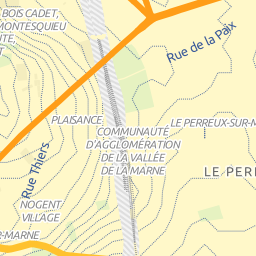 BOIS CADET,
MONTESQUIEU
Rue de la Paix
PLAISANCE
COMMUNAUTÉ
D'AGGLOMÉRATION
DE LA VALLÉE
DE LA MARNE
LE PERREUX-SUR-M
Rue Thiers
LE PER
NOGENT
VILLAGE
R-MARNE